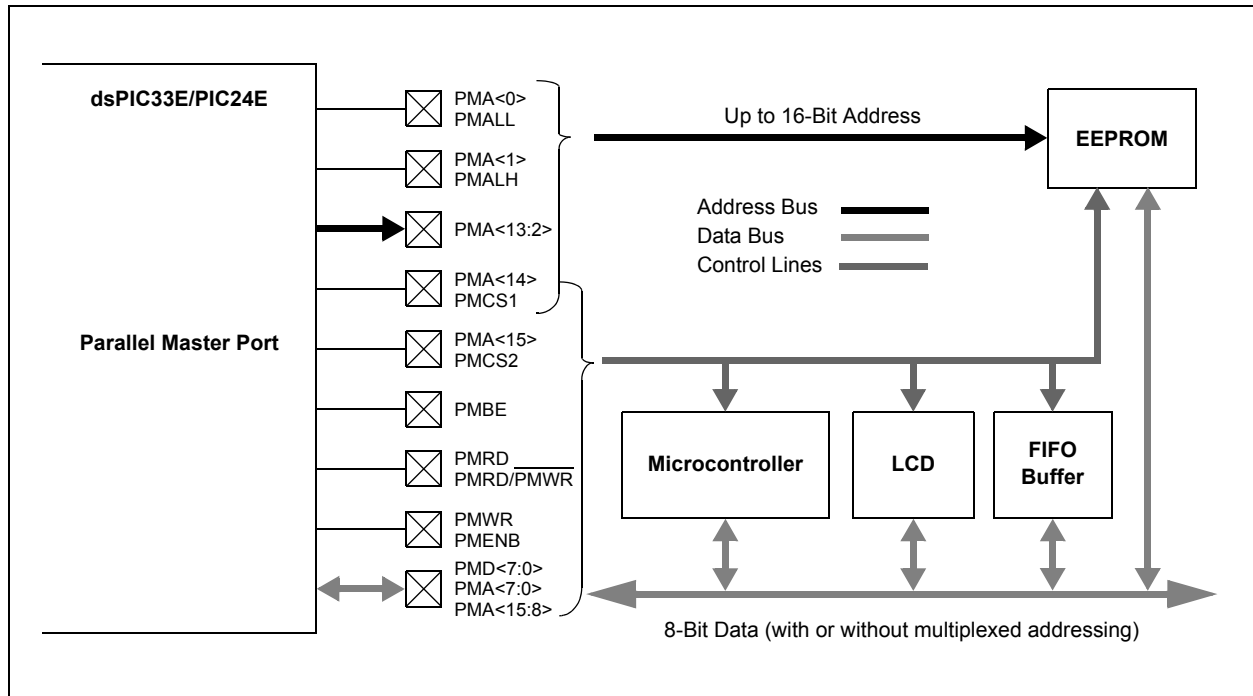 dsPIC33E/PIC24E
Parallel Master Port
PMA<0>
PMALL
PMA<1>
PMALH
PMA<13:2>
PMA<14>
PMCS1
PMA<15>
PMCS2
PMBE
PMRD
PMRD/PMWR
PMWR
PMENB
PMD<7:0>
PMA<7:0>
PMA<15:8>
Up to 16-Bit Address
EEPROM
Address Bus
Data Bus
Control Lines
Microcontroller
LCD
FIFO
Buffer
8-Bit Data (with or without multiplexed addressing)